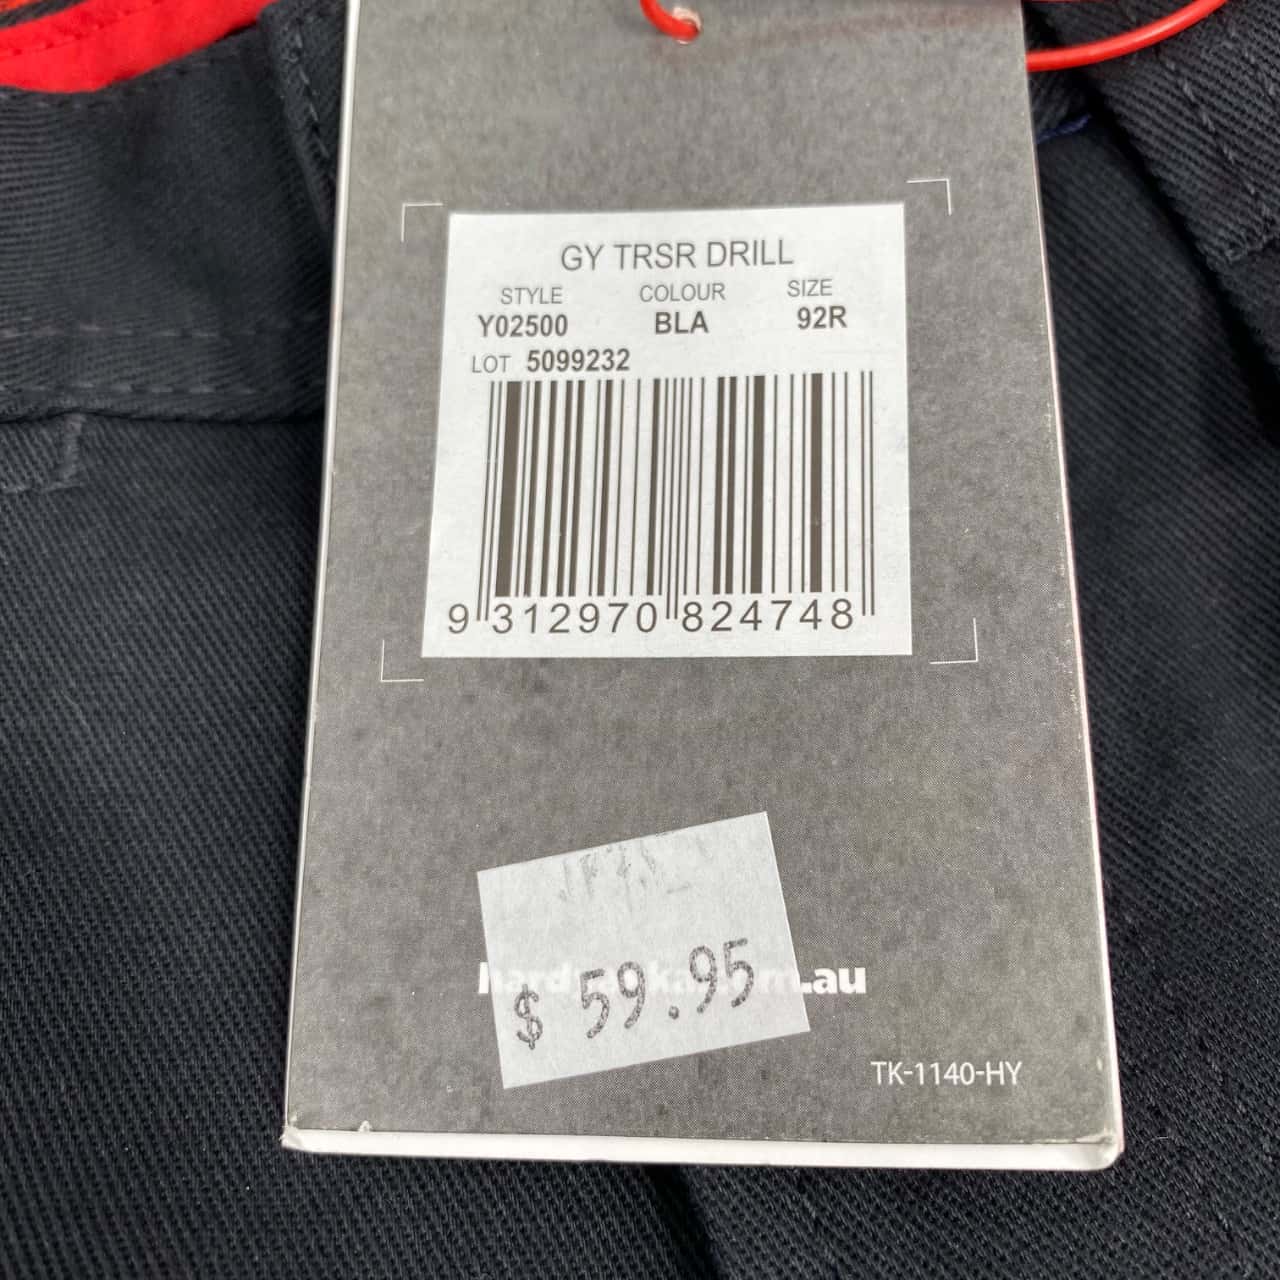 GY TRSR DRILL
STYLE COLOUR SIZE
Y02500 BLA 92R
LOT 5099232
9 312970 824748
$ 59.95
.au
TK-1140-HY